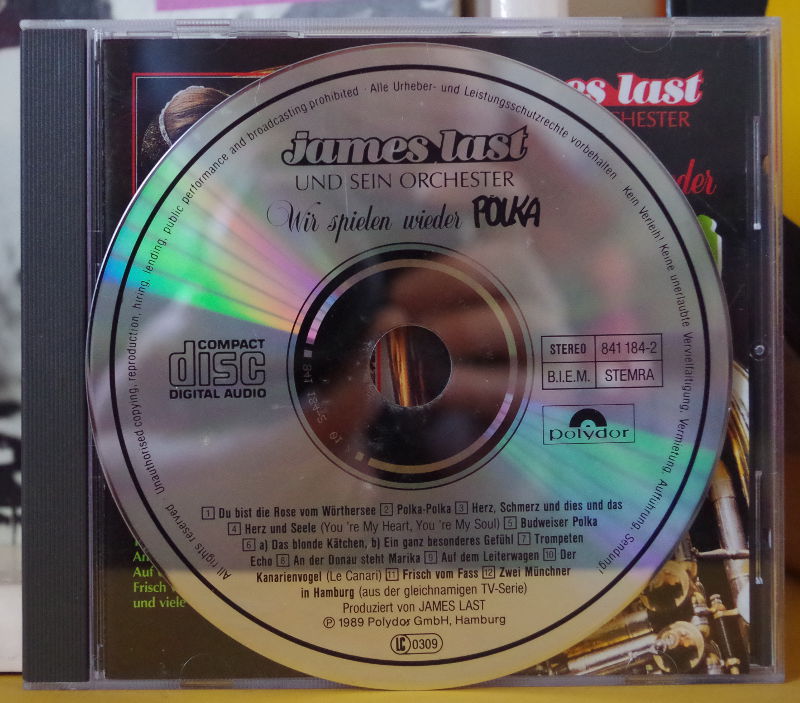 james last
UND SEIN ORCHESTER
Wir spielen wieder POLKA
es last
HESTER
der
All rights reserved Unauthorised copying, reproduction, hiring, lending, public performance and broadcasting prohibited · Alle Urheber- und Leistungsschutzrechte vorbehalten · Kein Verleih! Keine unerlaubte Vervielfältigung, Vermietung, Aufführung, Sendung!
COMPACT
disc
DIGITAL AUDIO
STEREO 841 184-2
B.I.E.M. STEMRA
polydor
1 Du bist die Rose vom Wörthersee 2 Polka-Polka 3 Herz, Schmerz und dies und das
4 Herz und Seele (You 're My Heart, You 're My Soul) 5 Budweiser Polka
6 a) Das blonde Kätchen, b) Ein ganz besonderes Gefühl 7 Trompeten
Echo 8 An der Donau steht Marika 9 Auf dem Leiterwagen 10 Der
Kanarienvogel (Le Canari) 11 Frisch vom Fass 12 Zwei Münchner
in Hamburg (aus der gleichnamigen TV-Serie)
Produziert von JAMES LAST
℗ 1989 Polydor GmbH, Hamburg
LC 0309
Auf
Frisch v
und viele